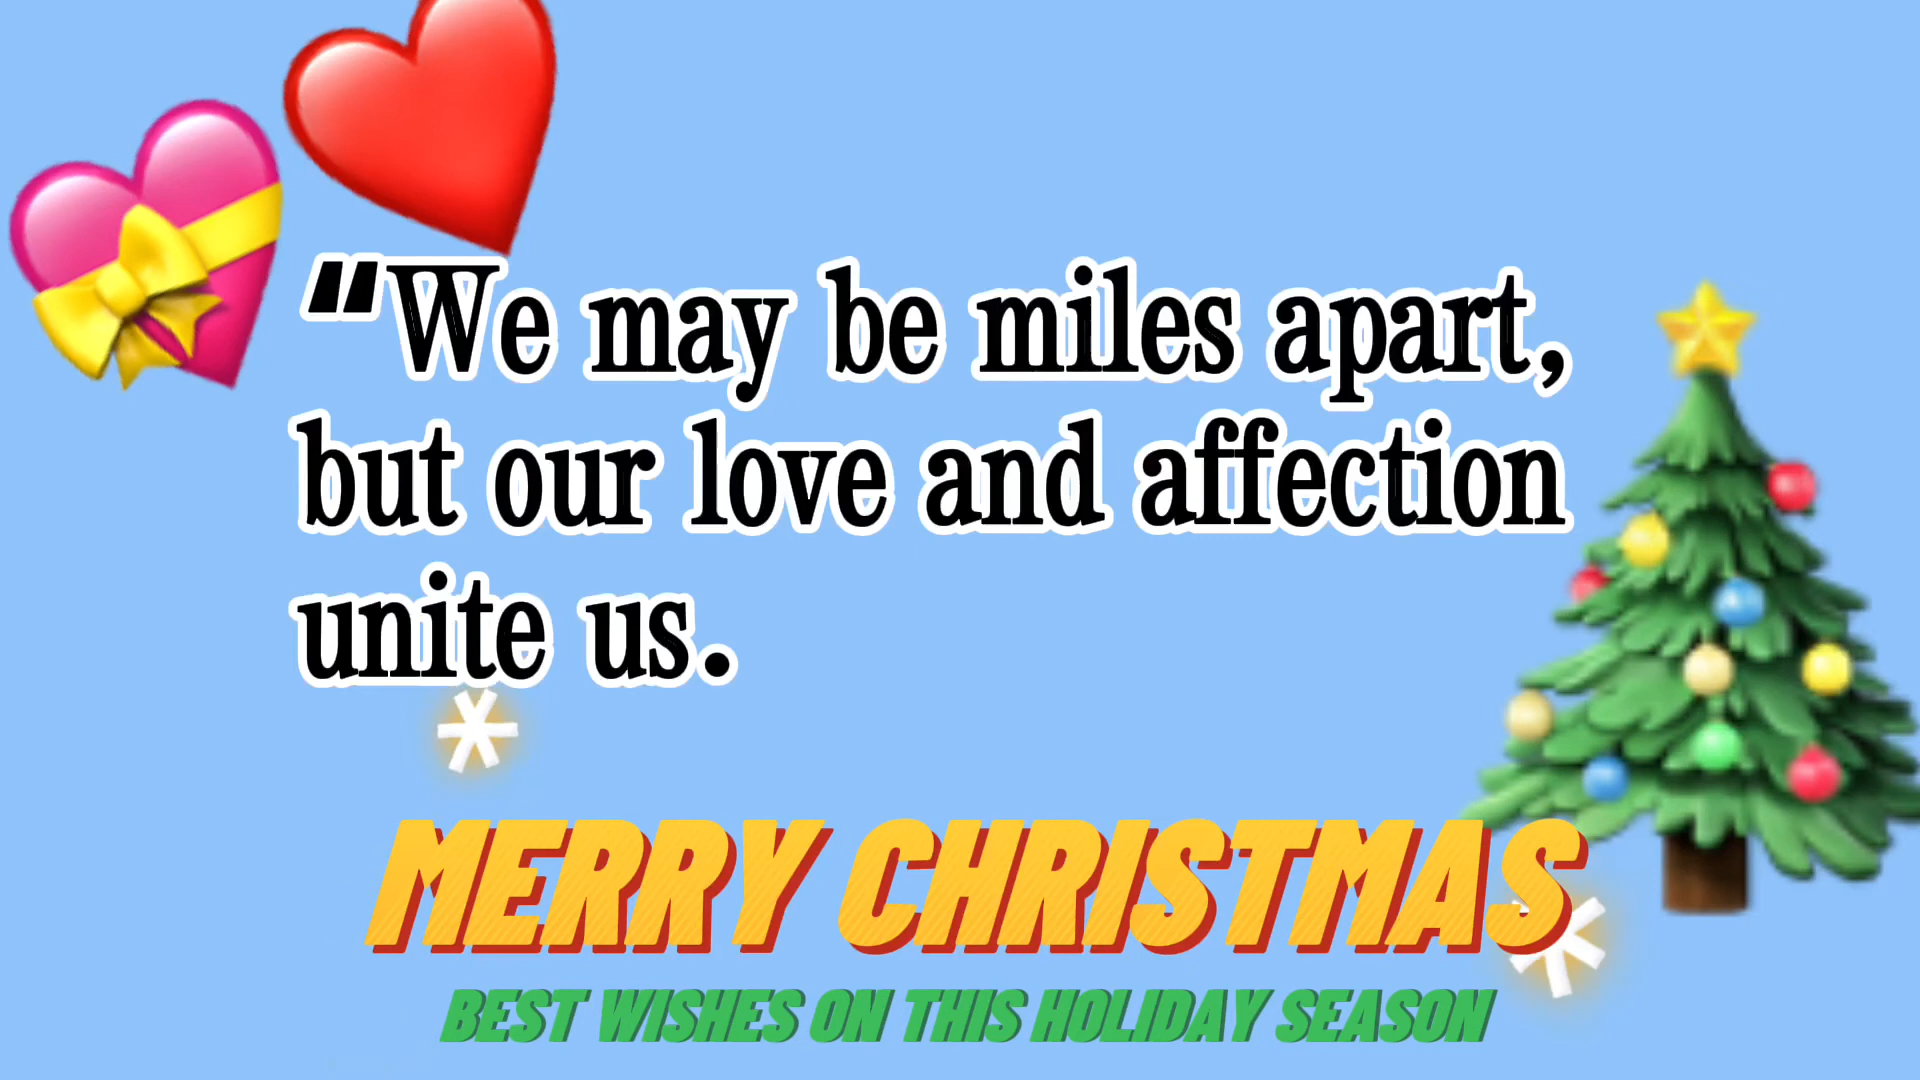 “We may be miles apart,
but our love and affection
unite us.
MERRY CHRISTMAS
BEST WISHES ON THIS HOLIDAY SEASON